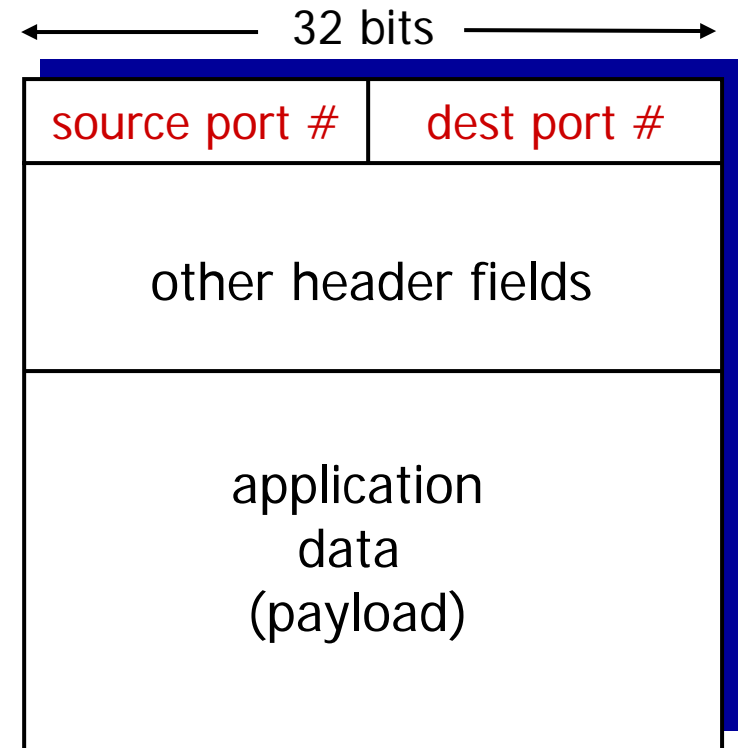 32 bits
source port #
dest port #
other header fields
application
data
(payload)